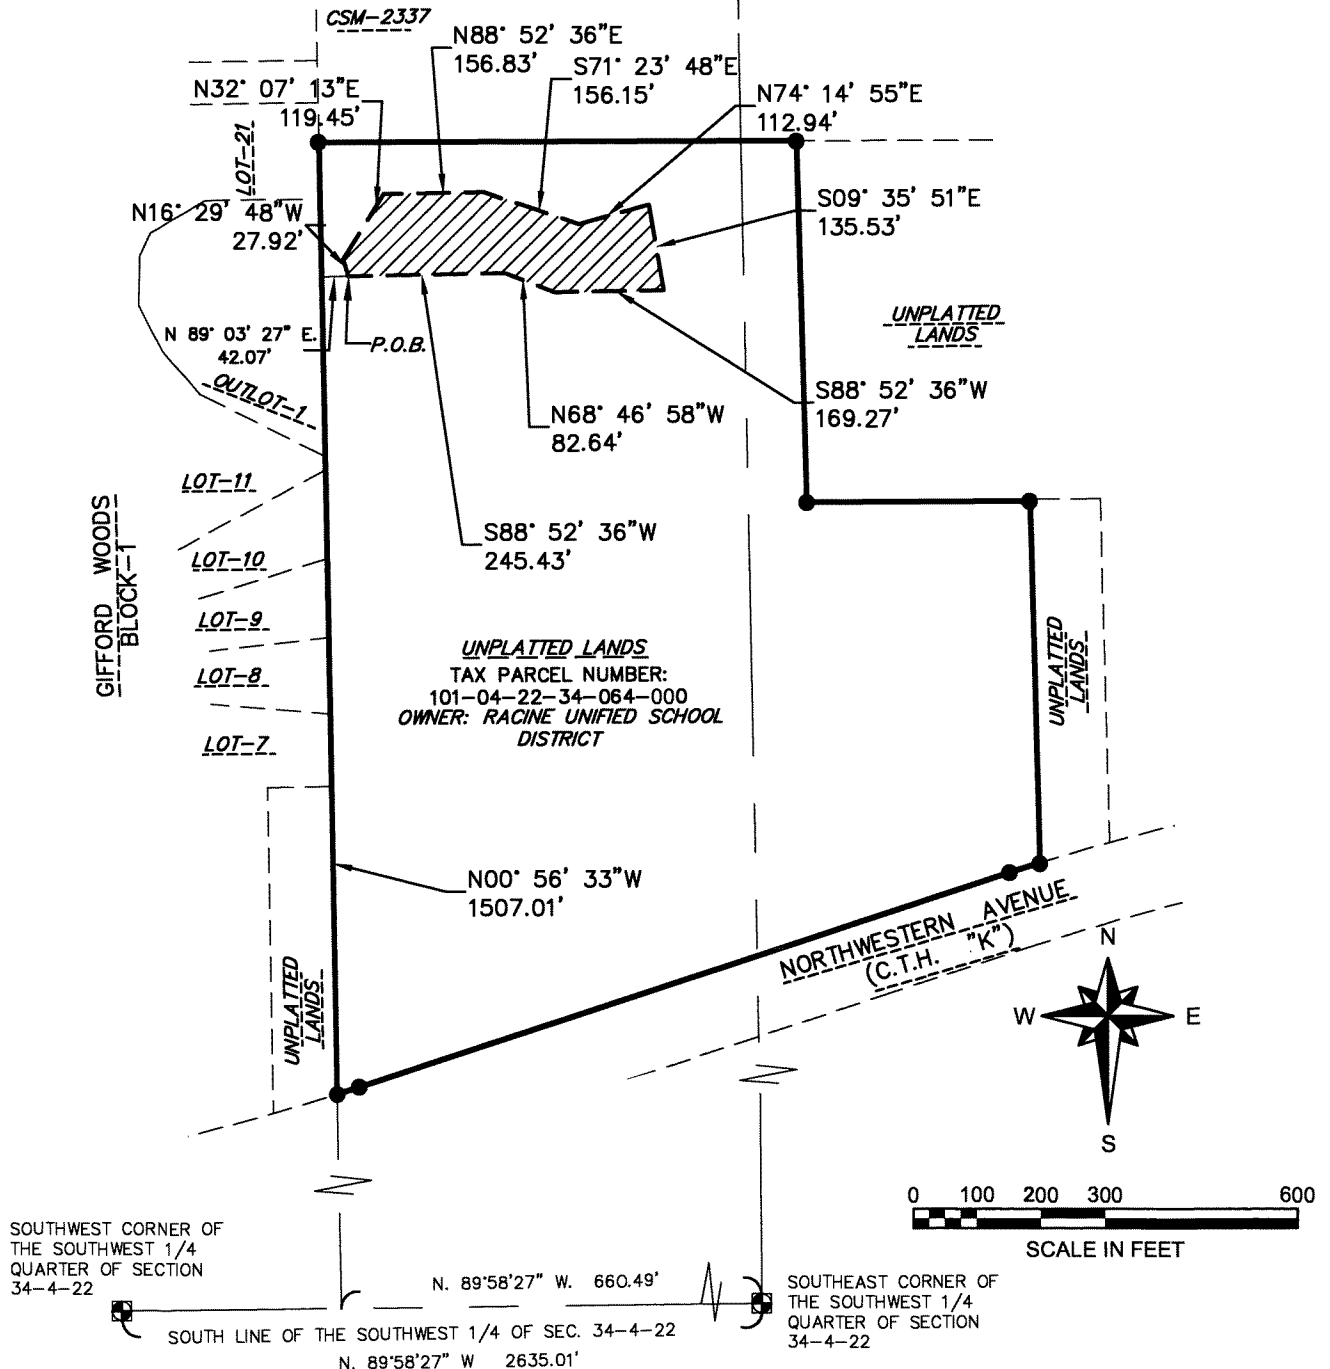 CSM-2337
N88° 52' 36"E
156.83'
S71° 23' 48"E
156.15'
N32° 07' 13"E
119.45'
N74° 14' 55"E
112.94'
LOT-21
N16° 29' 48"W
27.92'
S09° 35' 51"E
135.53'
N 89° 03' 27" E.
42.07'
P.O.B.
UNPLATTED
LANDS
OUTLOT-1
S88° 52' 36"W
169.27'
N68° 46' 58"W
82.64'
LOT-11
S88° 52' 36"W
245.43'
GIFFORD WOODS
BLOCK-1
LOT-10
LOT-9
LOT-8
LOT-7
UNPLATTED LANDS
TAX PARCEL NUMBER:
101-04-22-34-064-000
OWNER: RACINE UNIFIED SCHOOL
DISTRICT
UNPLATTED
LANDS
N00° 56' 33"W
1507.01'
NORTHWESTERN AVENUE
(C.T.H. "K")
UNPLATTED
LANDS
N
W E
S
0 100 200 300 600
SCALE IN FEET
SOUTHWEST CORNER OF
THE SOUTHWEST 1/4
QUARTER OF SECTION
34-4-22
N. 89°58'27" W. 660.49'
SOUTHEAST CORNER OF
THE SOUTHWEST 1/4
QUARTER OF SECTION
34-4-22
SOUTH LINE OF THE SOUTHWEST 1/4 OF SEC. 34-4-22
N. 89°58'27" W 2635.01'